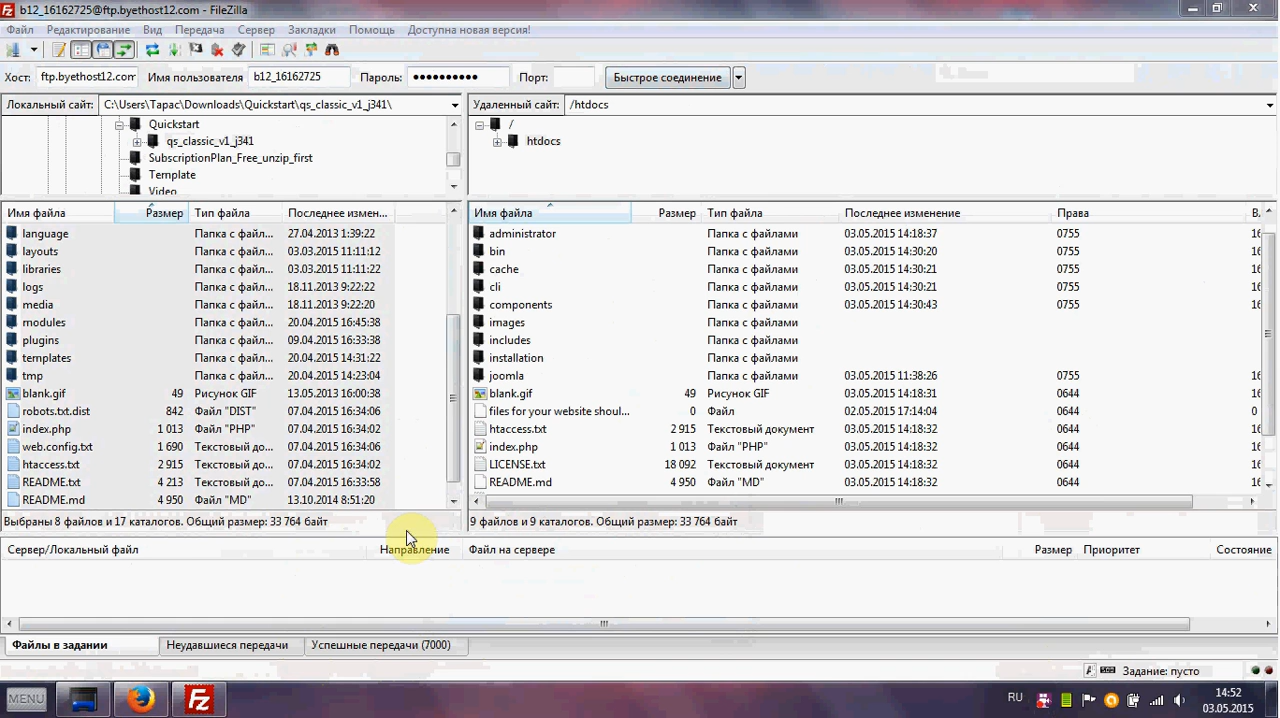 b12_16162725@ftp.byethost12.com - FileZilla
Файл Редактирование Вид Передача Сервер Закладки Помощь Доступна новая версия!
Хост: ftp.byethost12.com Имя пользователя b12_16162725 Пароль: ●●●●●●●●●● Порт: Быстрое соединение
Локальный сайт: C:\Users\Тарас\Downloads\Quickstart\qs_classic_v1_j341\
Quickstart
qs_classic_v1_j341
SubscriptionPlan_Free_unzip_first
Template
Video
Удаленный сайт: /htdocs
/
htdocs
Имя файла Размер Тип файла Последнее измен...
language Папка с файл... 27.04.2013 1:39:22
layouts Папка с файл... 03.03.2015 11:11:12
libraries Папка с файл... 03.03.2015 11:11:22
logs Папка с файл... 18.11.2013 9:22:22
media Папка с файл... 18.11.2013 9:22:20
modules Папка с файл... 20.04.2015 16:45:38
plugins Папка с файл... 09.04.2015 16:33:38
templates Папка с файл... 20.04.2015 14:31:22
tmp Папка с файл... 20.04.2015 14:23:04
blank.gif 49 Рисунок GIF 13.05.2013 16:00:38
robots.txt.dist 842 Файл "DIST" 07.04.2015 16:34:06
index.php 1 013 Файл "PHP" 07.04.2015 16:34:02
web.config.txt 1 690 Текстовый до... 07.04.2015 16:34:06
htaccess.txt 2 915 Текстовый до... 07.04.2015 16:34:02
README.txt 4 213 Текстовый до... 07.04.2015 16:33:58
README.md 4 950 Файл "MD" 13.10.2014 8:51:20
Выбраны 8 файлов и 17 каталогов. Общий размер: 33 764 байт
Имя файла Размер Тип файла Последнее изменение Права В.
administrator Папка с файлами 03.05.2015 14:18:37 0755 16
bin Папка с файлами 03.05.2015 14:30:20 0755 16
cache Папка с файлами 03.05.2015 14:30:21 0755 16
cli Папка с файлами 03.05.2015 14:30:21 0755 16
components Папка с файлами 03.05.2015 14:30:43 0755 16
images Папка с файлами
includes Папка с файлами
installation Папка с файлами
joomla Папка с файлами 03.05.2015 11:38:26 0755 16
blank.gif 49 Рисунок GIF 03.05.2015 14:18:31 0644 16
files for your website shoul... 0 Файл 02.05.2015 17:14:04 0644 0
htaccess.txt 2 915 Текстовый документ 03.05.2015 14:18:32 0644 16
index.php 1 013 Файл "PHP" 03.05.2015 14:18:32 0644 16
LICENSE.txt 18 092 Текстовый документ 03.05.2015 14:18:32 0644 16
README.md 4 950 Файл "MD" 03.05.2015 14:18:32 0644 16
9 файлов и 9 каталогов. Общий размер: 33 764 байт
Сервер/Локальный файл Направление Файл на сервере Размер Приоритет Состояние
Файлы в задании Неудавшиеся передачи Успешные передачи (7000)
Задание: пусто
MENU RU 14:52
03.05.2015